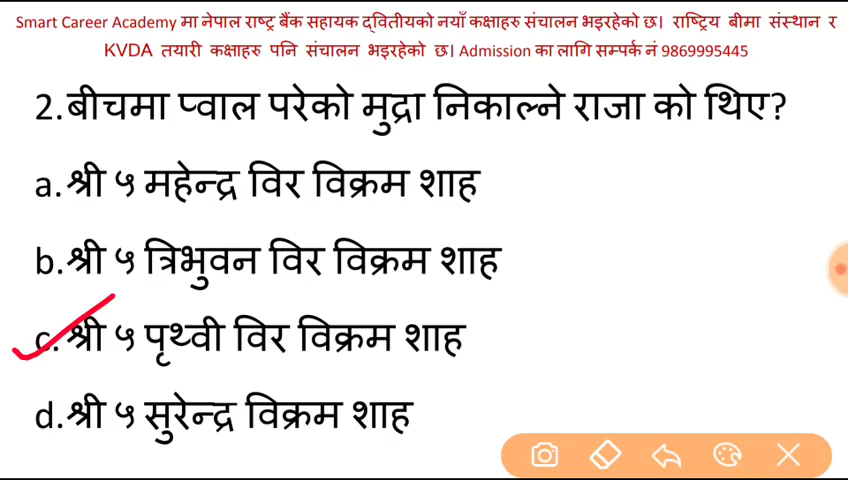 Smart Career Academy मा नेपाल राष्ट्र बैंक सहायक द्वितीयको नयाँ कक्षाहरु संचालन भइरहेको छ। राष्ट्रिय बीमा संस्थान र
KVDA तयारी कक्षाहरु पनि संचालन भइरहेको छ। Admission का लागि सम्पर्क नं 9869995445
2.बीचमा प्वाल परेको मुद्रा निकाल्ने राजा को थिए?
a.श्री ५ महेन्द्र विर विक्रम शाह
b.श्री ५ त्रिभुवन विर विक्रम शाह
c.श्री ५ पृथ्वी विर विक्रम शाह
d.श्री ५ सुरेन्द्र विक्रम शाह